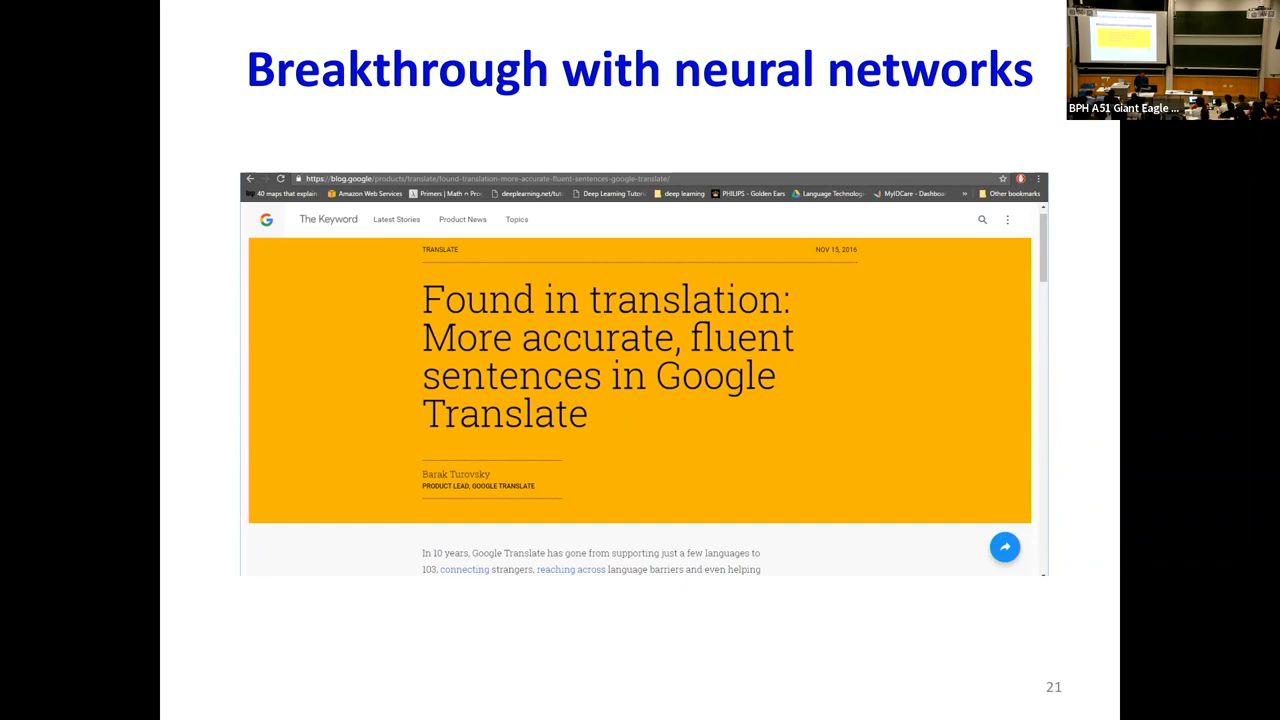 Breakthrough with neural networks
BPH A51 Giant Eagle ...
https://blog.google/products/translate/found-translation-more-accurate-fluent-sentences-google-translate/
40 maps that explain
Amazon Web Services
Primers | Math ∩ Prog
deeplearning.net/tut
Deep Learning Tutori
deep learning
PHILIPS - Golden Ears
Language Technolog
MyIDCare - Dashboa
»
Other bookmarks
The Keyword
Latest Stories
Product News
Topics
TRANSLATE
NOV 15, 2016
Found in translation:
More accurate, fluent
sentences in Google
Translate
Barak Turovsky
PRODUCT LEAD, GOOGLE TRANSLATE
In 10 years, Google Translate has gone from supporting just a few languages to
103, connecting strangers, reaching across language barriers and even helping
21